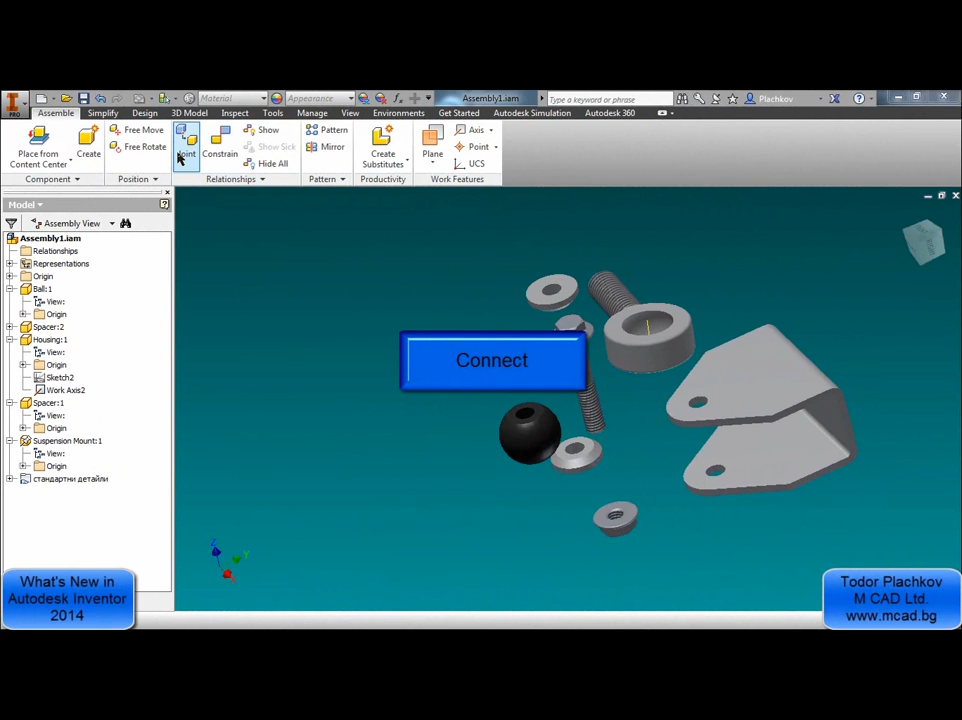 Material
Appearance
Assembly1.iam
Type a keyword or phrase
Plachkov
PRO
Assemble
Simplify
Design
3D Model
Inspect
Tools
Manage
View
Environments
Get Started
Autodesk Simulation
Autodesk 360
Place from
Content Center
Create
Free Move
Free Rotate
Joint
Constrain
Show
Show Sick
Hide All
Pattern
Mirror
Create
Substitutes
Plane
Axis
Point
UCS
Component
Position
Relationships
Pattern
Productivity
Work Features
Model
Assembly View
Assembly1.iam
Relationships
Representations
Origin
Ball:1
View:
Origin
Spacer:2
Housing:1
View:
Origin
Sketch2
Work Axis2
Spacer:1
View:
Origin
Suspension Mount:1
View:
Origin
стандартни детайли
Connect
Z
Y
What's New in
Autodesk Inventor
2014
Todor Plachkov
M CAD Ltd.
www.mcad.bg